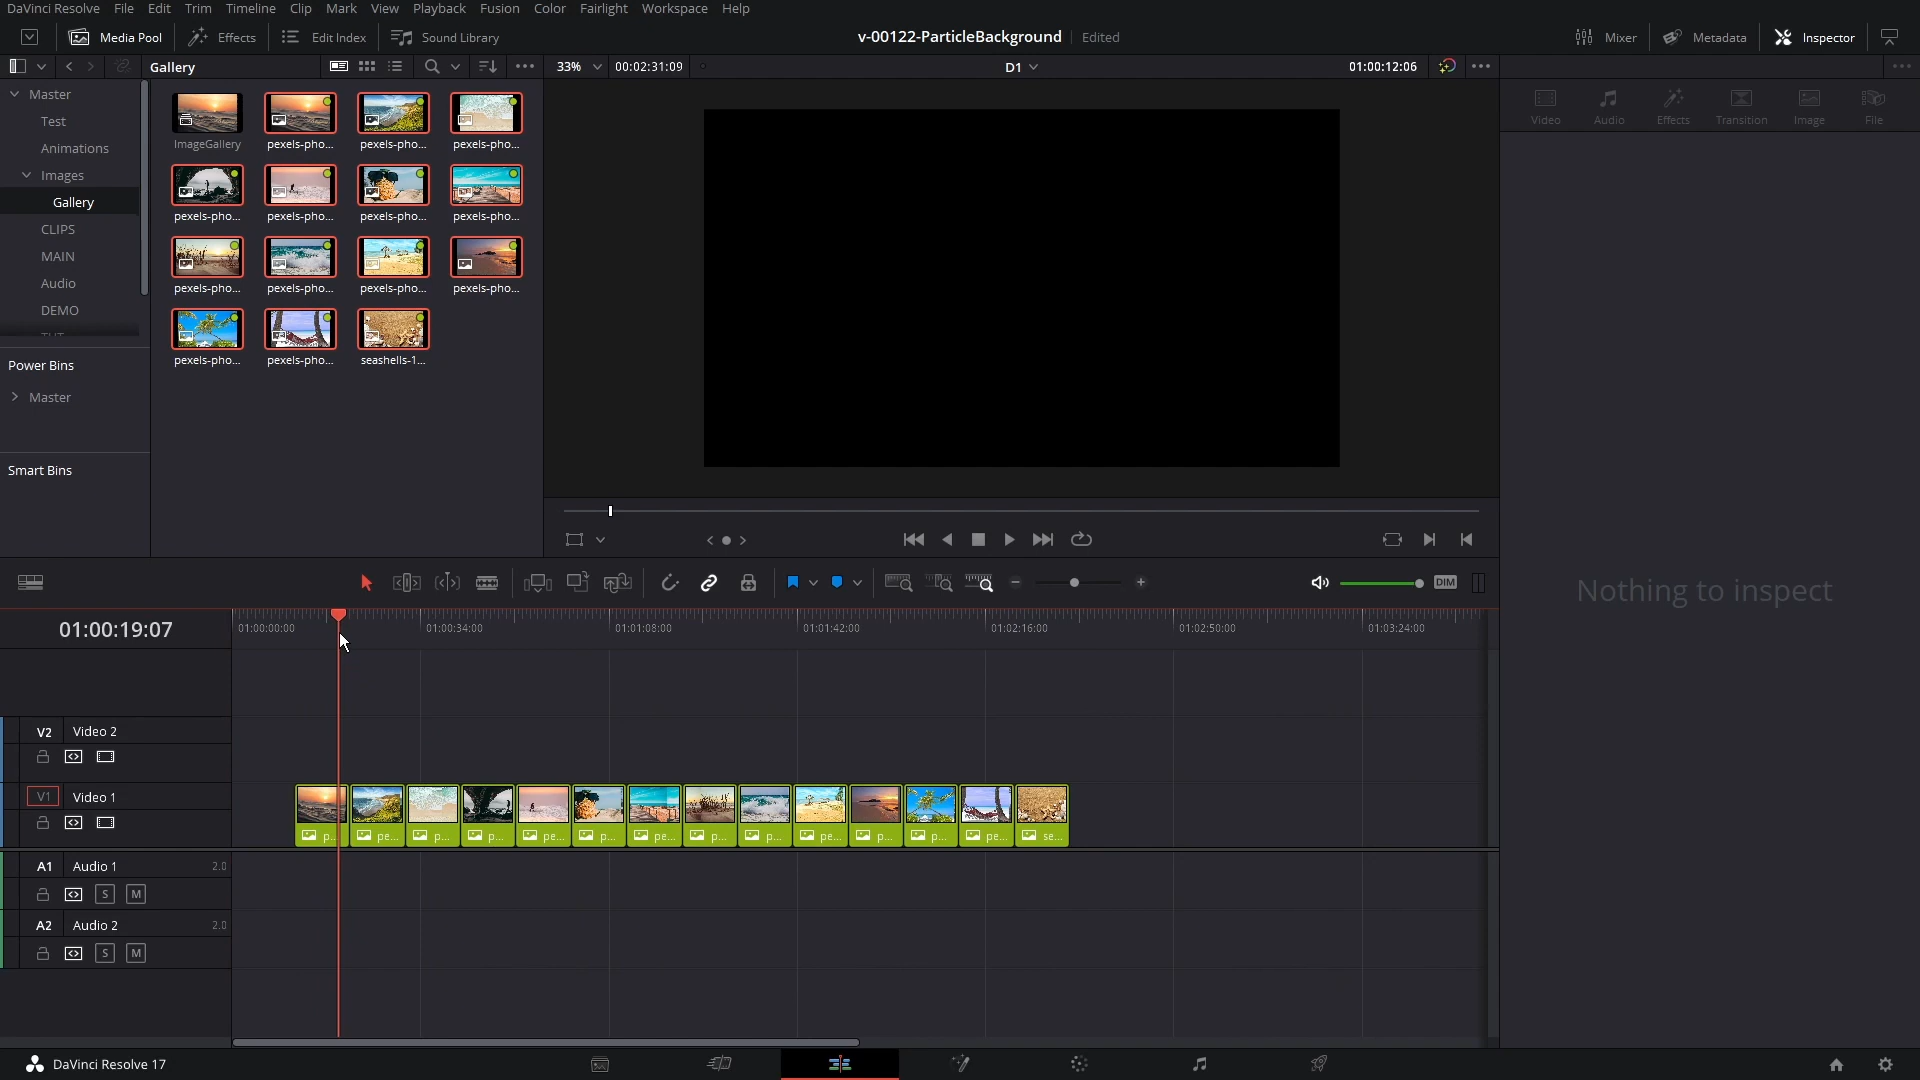 DaVinci Resolve File Edit Trim Timeline Clip Mark View Playback Fusion Color Fairlight Workspace Help
Media Pool Effects Edit Index Sound Library v-00122-ParticleBackground Edited Mixer Metadata Inspector
Gallery 33% 00:02:31:09 D1 01:00:12:06
Master
Test
Animations
Images
Gallery
CLIPS
MAIN
Audio
DEMO
Power Bins
Master
Smart Bins
ImageGallery pexels-pho... pexels-pho... pexels-pho...
pexels-pho... pexels-pho... pexels-pho... pexels-pho...
pexels-pho... pexels-pho... pexels-pho... pexels-pho...
pexels-pho... pexels-pho... seashells-1...
Video Audio Effects Transition Image File
Nothing to inspect
DIM
01:00:19:07
01:00:00:00 01:00:34:00 01:01:08:00 01:01:42:00 01:02:16:00 01:02:50:00 01:03:24:00
V2 Video 2
V1 Video 1
p... pe... p... p... pe... p... pe... p... p... pe... p... p... pe... se...
A1 Audio 1 2.0
S M
A2 Audio 2 2.0
S M
DaVinci Resolve 17